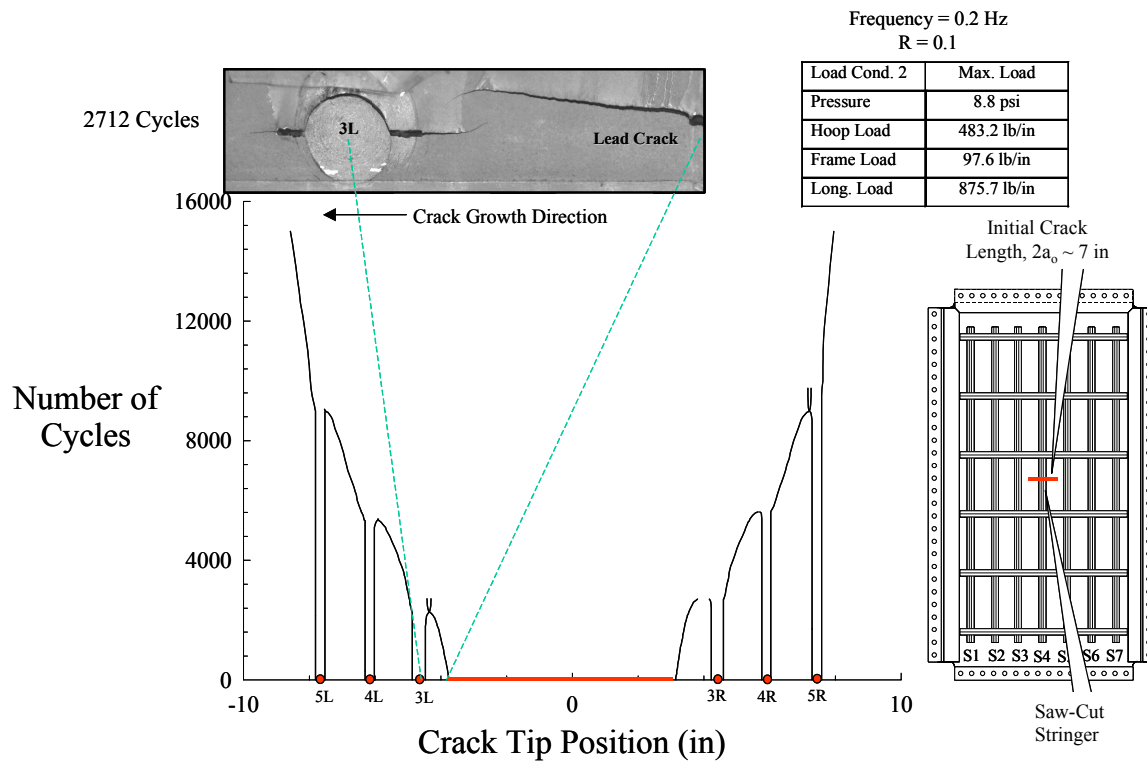 Frequency = 0.2 Hz
R = 0.1
Load Cond. 2 Max. Load
Pressure 8.8 psi
Hoop Load 483.2 lb/in
Frame Load 97.6 lb/in
Long. Load 875.7 lb/in
2712 Cycles
3L
Lead Crack
Crack Growth Direction
Initial Crack
Length, 2aₒ ~ 7 in
16000
12000
8000
4000
0
Number of
Cycles
5L 4L 3L 3R 4R 5R
-10 0 10
Crack Tip Position (in)
S1 S2 S3 S4 S5 S6 S7
Saw-Cut
Stringer